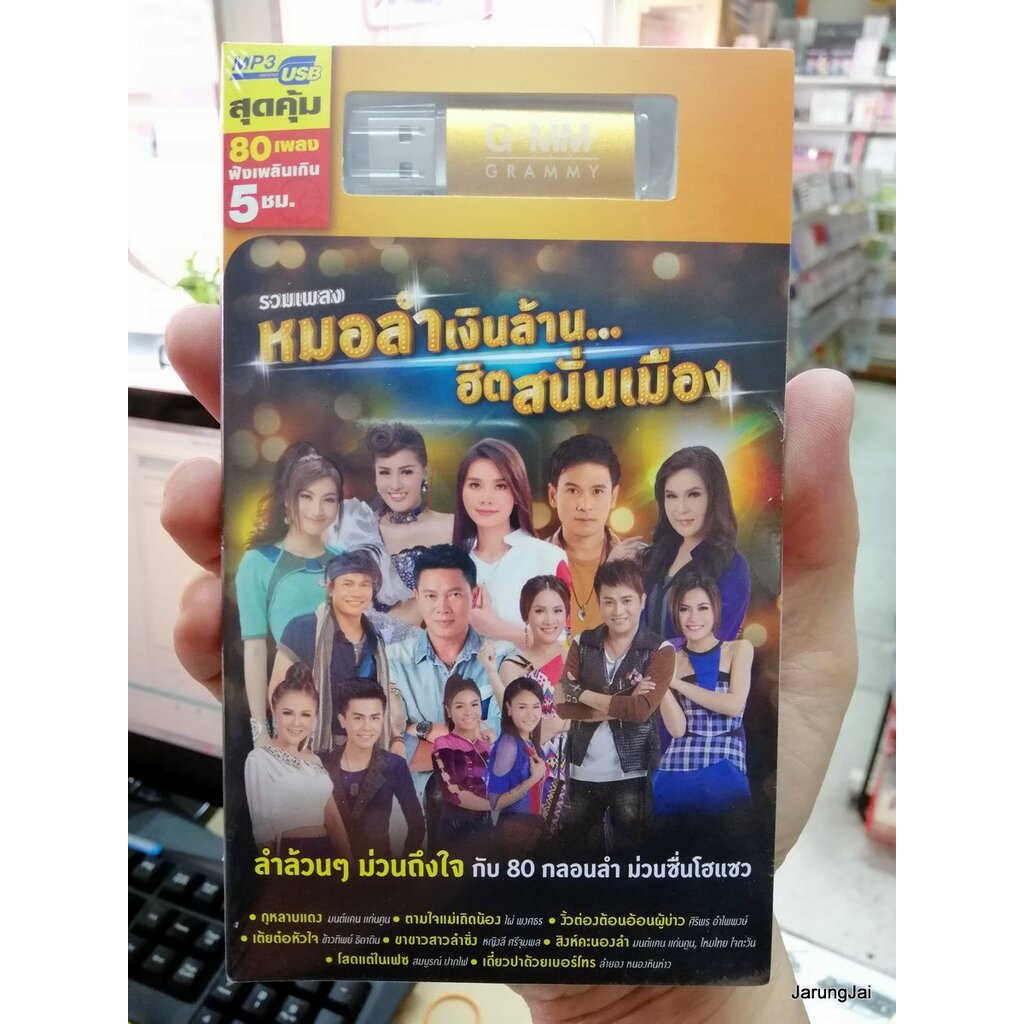 MP3
USB
สุดคุ้ม
80 เพลง
ฟังเพลินเกิน
5 ชม.
GMM
GRAMMY
รวมเพลง
หมอลำเงินล้าน...
ฮิตสนั่นเมือง
ลำล้วนๆ ม่วนถึงใจ กับ 80 กลอนลำ ม่วนซื่นโฮแซว
• กุหลาบแดง มนต์แคน แก่นคูน • ตามใจแม่เถิดน้อง ไผ่ พงศธร • งิ้วต่องต้อนอ้อนผู้บ่าว ศิริพร อำไพพงษ์
• เต้ยต๋อหัวใจ ข้าวทิพย์ ธิดาดิน • ขาขาวสาวลำซิ่ง หญิงลี ศรีจุมพล • สิงห์คะนองลำ มนต์แคน แก่นคูน, ไหมไทย ใจตะวัน
• โสดแต่ในเฟซ สมบูรณ์ ปากไฟ • เดี่ยวปาด้วยเบอร์โทร ลำยอง หนองหินห่าว
JarungJai